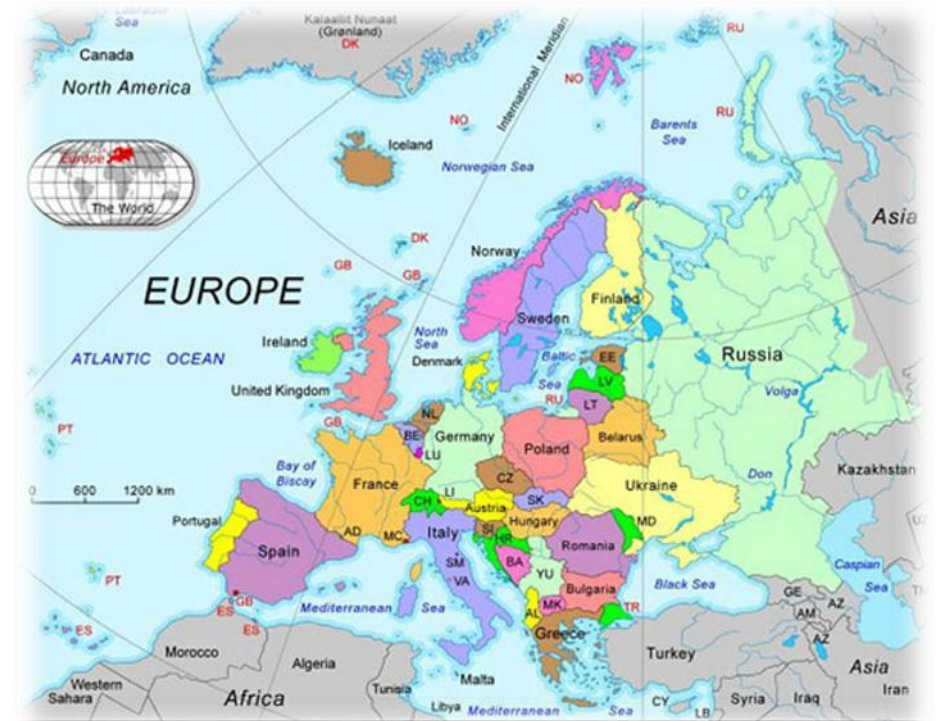 Labrador
Sea
Kalaallit Nunaat
(Grønland)
DK
Canada
North America
International Meridian
NO
RU
RU
NO
Barents
Sea
Iceland
Norwegian Sea
Europe
The World
Asia
DK
GB
GB
Norway
EUROPE
Finland
Sweden
North
Sea
Ireland
ATLANTIC OCEAN
Denmark
Baltic
Sea
EE
LV
RU
LT
Russia
Volga
United Kingdom
GB
NL
BE
LU
Germany
Poland
Belarus
PT
Bay of
Biscay
France
CZ
Ukraine
Don
Kazakhstan
0 600 1200 km
CH
LI
Austria
SK
Portugal
Spain
AD
MC
Italy
SI
HR
Hungary
MD
Romania
UZ
SM
VA
BA
YU
Caspian
Sea
PT
ES
GB
ES
ES
Mediterranean Sea
AL
MK
Bulgaria
Black Sea
TR
GE
AM
AZ
AZ
TM
Greece
Morocco
Algeria
Tunisia
Malta
Turkey
Asia
Western
Sahara
Africa
Libya
Mediterranean Sea
CY
LB
Syria
Iraq
Iran